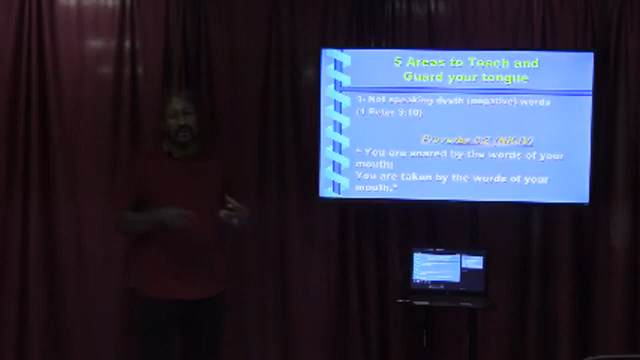 5 Areas to Teach and
Guard your tongue
1- Not speaking death (negative) words
(1 Peter 3:10)
Proverbs 6:2 (NKJV)
" You are snared by the words of your
mouth;
You are taken by the words of your
mouth."